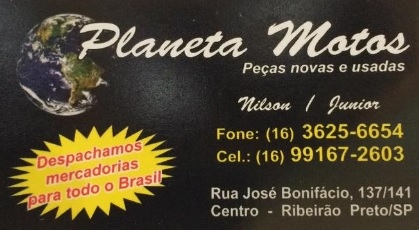 Planeta Motos
Peças novas e usadas
Nilson / Junior
Fone: (16) 3625-6654
Cel.: (16) 99167-2603
Despachamos
mercadorias
para todo o Brasil
Rua José Bonifácio, 137/141
Centro - Ribeirão Preto/SP